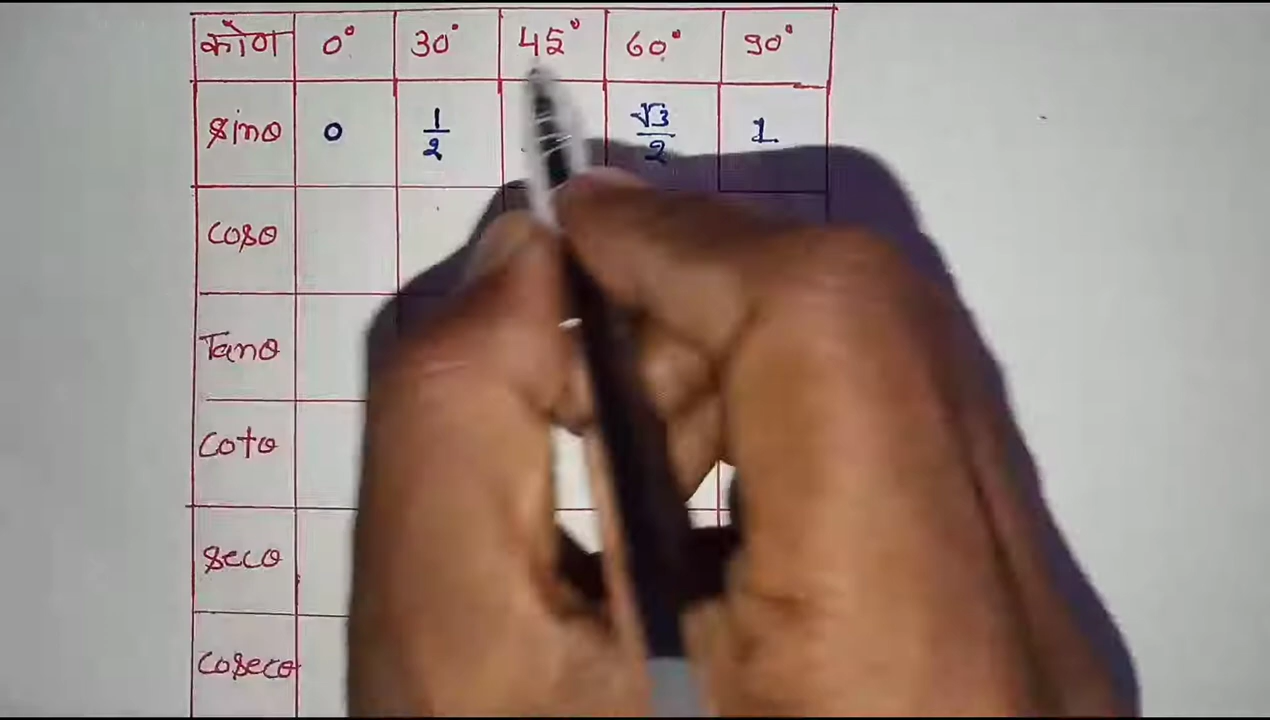 कोण 0° 30° 45° 60° 90°
sinθ 0 1/2 √3/2 1
cosθ
Tanθ
cotθ
secθ
cosecθ